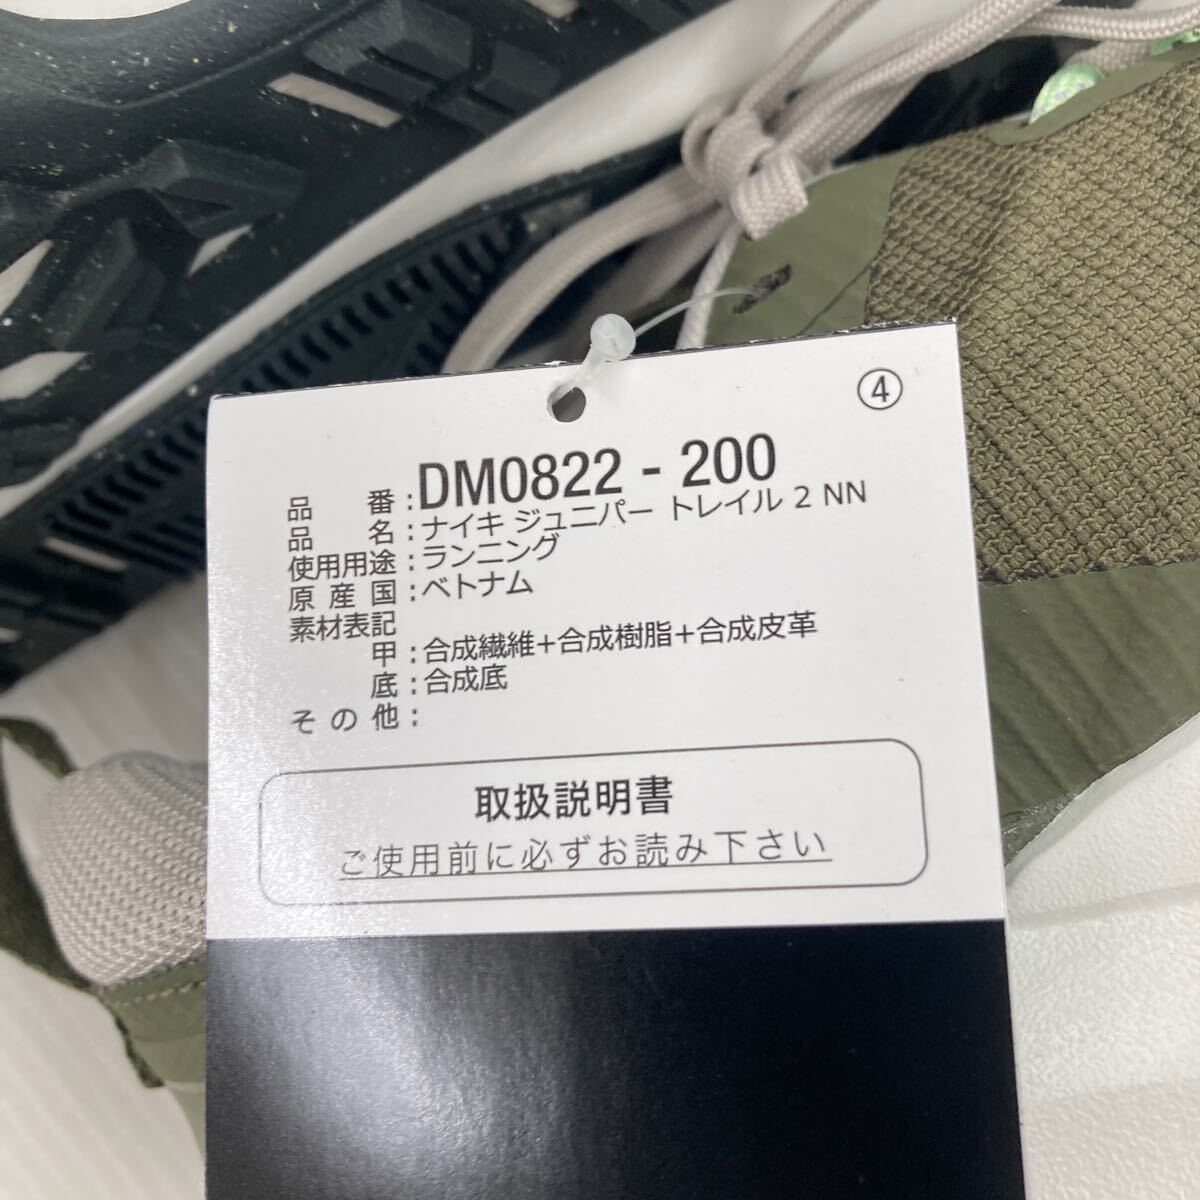 ④
品番:DM0822 - 200
品名:ナイキ ジュニパー トレイル 2 NN
使用用途:ランニング
原産国:ベトナム
素材表記
甲:合成繊維+合成樹脂+合成皮革
底:合成底
その他:
取扱説明書
ご使用前に必ずお読み下さい